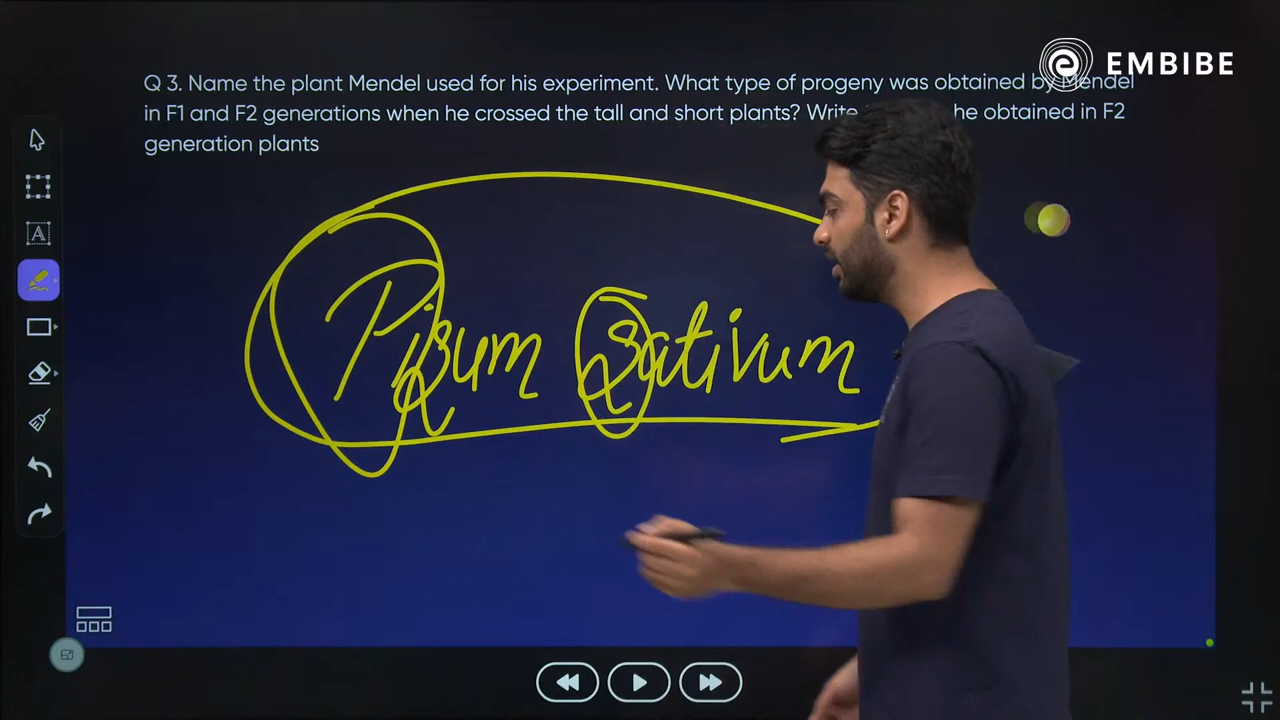 EMBIBE
Q 3. Name the plant Mendel used for his experiment. What type of progeny was obtained by Mendel
in F1 and F2 generations when he crossed the tall and short plants? Write he obtained in F2
generation plants
A
Pisum Sativum